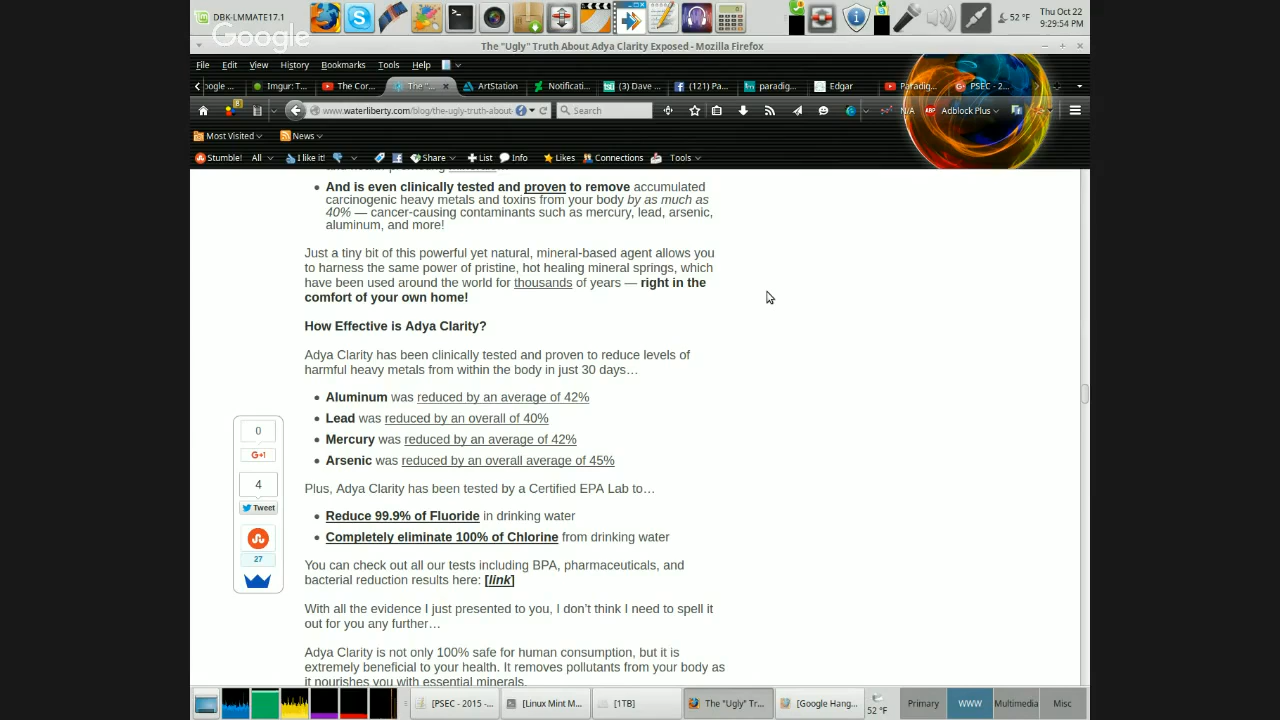 DBK-LMMATE17.1
Google
52 °F
Thu Oct 22
9:29:54 PM
The "Ugly" Truth About Adya Clarity Exposed - Mozilla Firefox
File Edit View History Bookmarks Tools Help
ogle ...
Imgur: T...
The Cor...
The "...
ArtStation
Notificati...
(3) Dave ...
(121) Pa...
paradig...
Edgar
Paradig...
PSEC - 2...
8
www.waterliberty.com/blog/the-ugly-truth-about-
Search
N/A
ABP Adblock Plus
Most Visited
News
Stumble! All I like it! Share List Info Likes Connections Tools
And is even clinically tested and proven to remove accumulated
carcinogenic heavy metals and toxins from your body by as much as
40% — cancer-causing contaminants such as mercury, lead, arsenic,
aluminum, and more!
Just a tiny bit of this powerful yet natural, mineral-based agent allows you
to harness the same power of pristine, hot healing mineral springs, which
have been used around the world for thousands of years — right in the
comfort of your own home!
How Effective is Adya Clarity?
Adya Clarity has been clinically tested and proven to reduce levels of
harmful heavy metals from within the body in just 30 days…
Aluminum was reduced by an average of 42%
Lead was reduced by an overall of 40%
Mercury was reduced by an average of 42%
Arsenic was reduced by an overall average of 45%
0
G+1
4
Tweet
27
Plus, Adya Clarity has been tested by a Certified EPA Lab to…
Reduce 99.9% of Fluoride in drinking water
Completely eliminate 100% of Chlorine from drinking water
You can check out all our tests including BPA, pharmaceuticals, and
bacterial reduction results here: [link]
With all the evidence I just presented to you, I don't think I need to spell it
out for you any further…
Adya Clarity is not only 100% safe for human consumption, but it is
extremely beneficial to your health. It removes pollutants from your body as
it nourishes you with essential minerals.
[PSEC - 2015 -...
[Linux Mint M...
[1TB]
The "Ugly" Tr...
[Google Hang...
52 °F
Primary
WWW
Multimedia
Misc